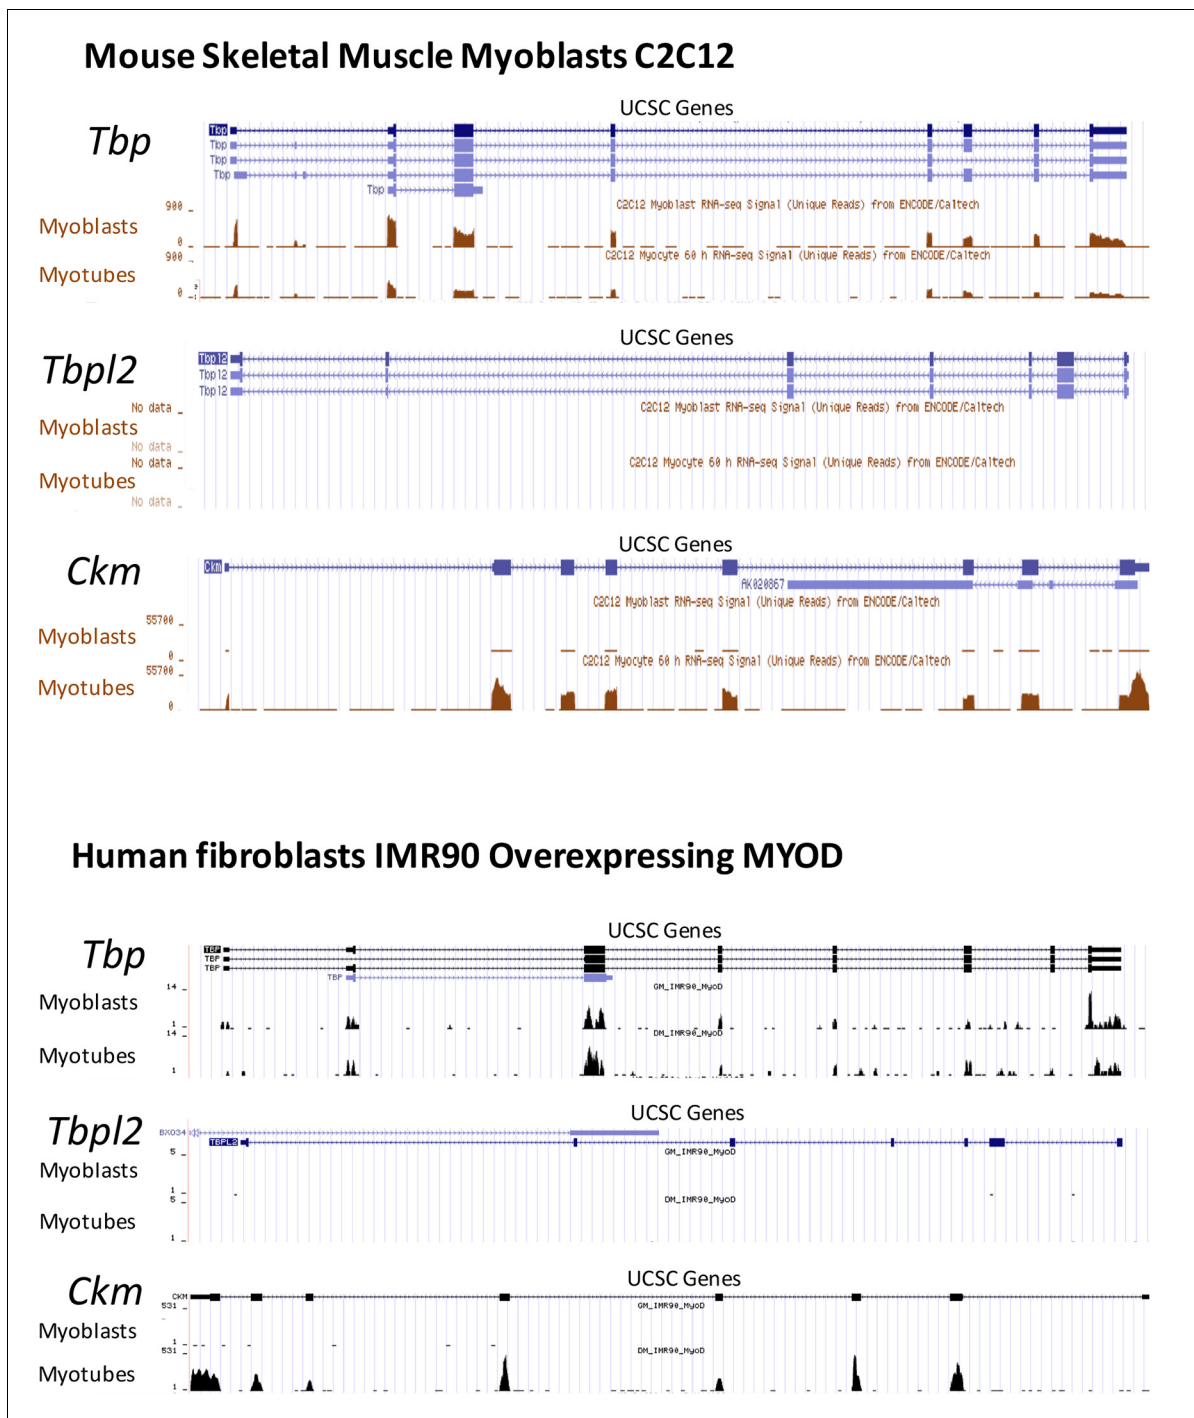 Mouse Skeletal Muscle Myoblasts C2C12
UCSC Genes
Tbp
Tbp
Tbp
Tbp
Tbp
Tbp
900
C2C12 Myoblast RNA-seq Signal (Unique Reads) from ENCODE/Caltech
Myoblasts
0
900
C2C12 Myocyte 60 h RNA-seq Signal (Unique Reads) from ENCODE/Caltech
Myotubes
0
UCSC Genes
Tbpl2
Tbpl2
Tbpl2
Tbpl2
No data
C2C12 Myoblast RNA-seq Signal (Unique Reads) from ENCODE/Caltech
Myoblasts
No data
No data
C2C12 Myocyte 60 h RNA-seq Signal (Unique Reads) from ENCODE/Caltech
Myotubes
No data
UCSC Genes
Ckm
Ckm
AK020867
C2C12 Myoblast RNA-seq Signal (Unique Reads) from ENCODE/Caltech
55700
Myoblasts
0
C2C12 Myocyte 60 h RNA-seq Signal (Unique Reads) from ENCODE/Caltech
55700
Myotubes
0
Human fibroblasts IMR90 Overexpressing MYOD
UCSC Genes
Tbp
TBP
TBP
TBP
TBP
14
GM_IMR90_MyoD
Myoblasts
1
14
DM_IMR90_MyoD
Myotubes
1
UCSC Genes
Tbpl2
BX034
TBPL2
5
GM_IMR90_MyoD
Myoblasts
1
5
DM_IMR90_MyoD
Myotubes
1
UCSC Genes
Ckm
CKM
531
GM_IMR90_MyoD
Myoblasts
1
531
DM_IMR90_MyoD
Myotubes
1